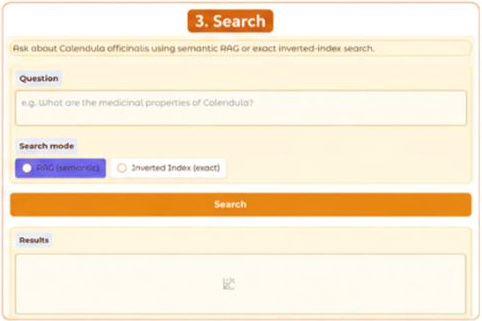 3. Search
Ask about Calendula officinalis using semantic RAG or exact inverted-index search.
Question
e.g. What are the medicinal properties of Calendula?
Search mode
RAG (semantic)
Inverted Index (exact)
Search
Results